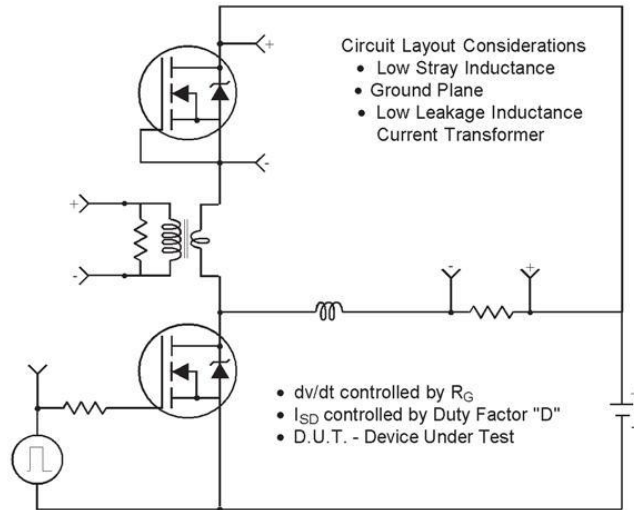 +
Circuit Layout Considerations
• Low Stray Inductance
• Ground Plane
• Low Leakage Inductance
Current Transformer
-
+
-
- +
• dv/dt controlled by RG
• ISD controlled by Duty Factor "D"
• D.U.T. - Device Under Test
+
-